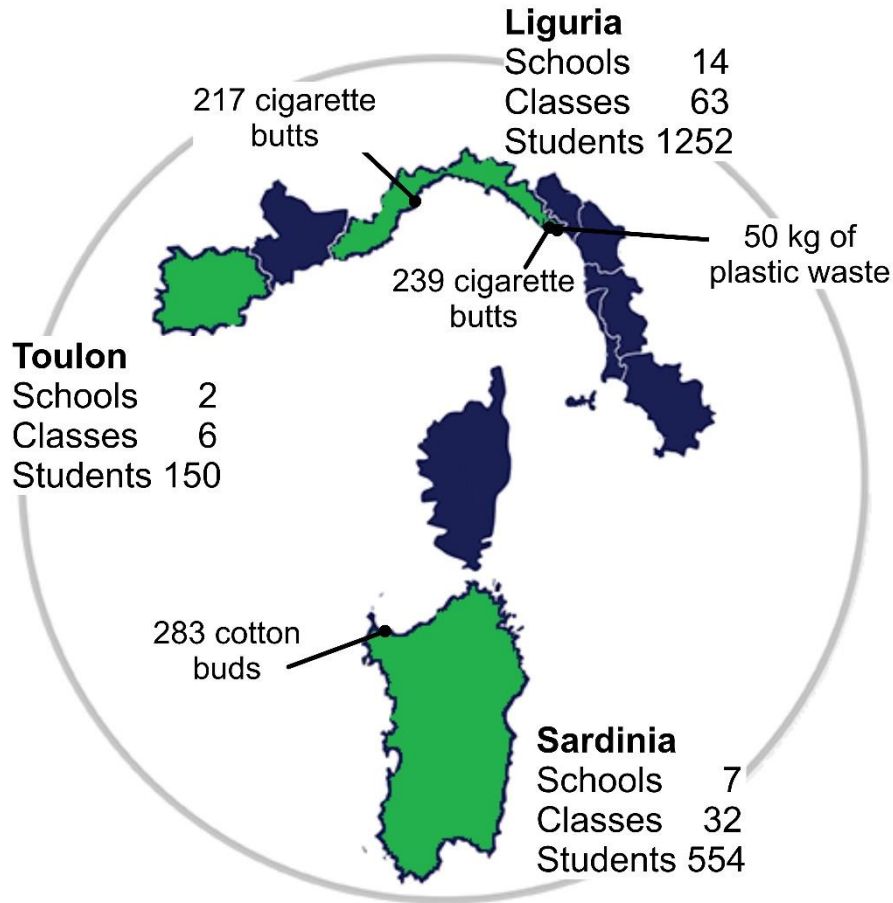 Liguria
Schools 14
Classes 63
Students 1252
217 cigarette
butts
50 kg of
plastic waste
239 cigarette
butts
Toulon
Schools 2
Classes 6
Students 150
283 cotton
buds
Sardinia
Schools 7
Classes 32
Students 554